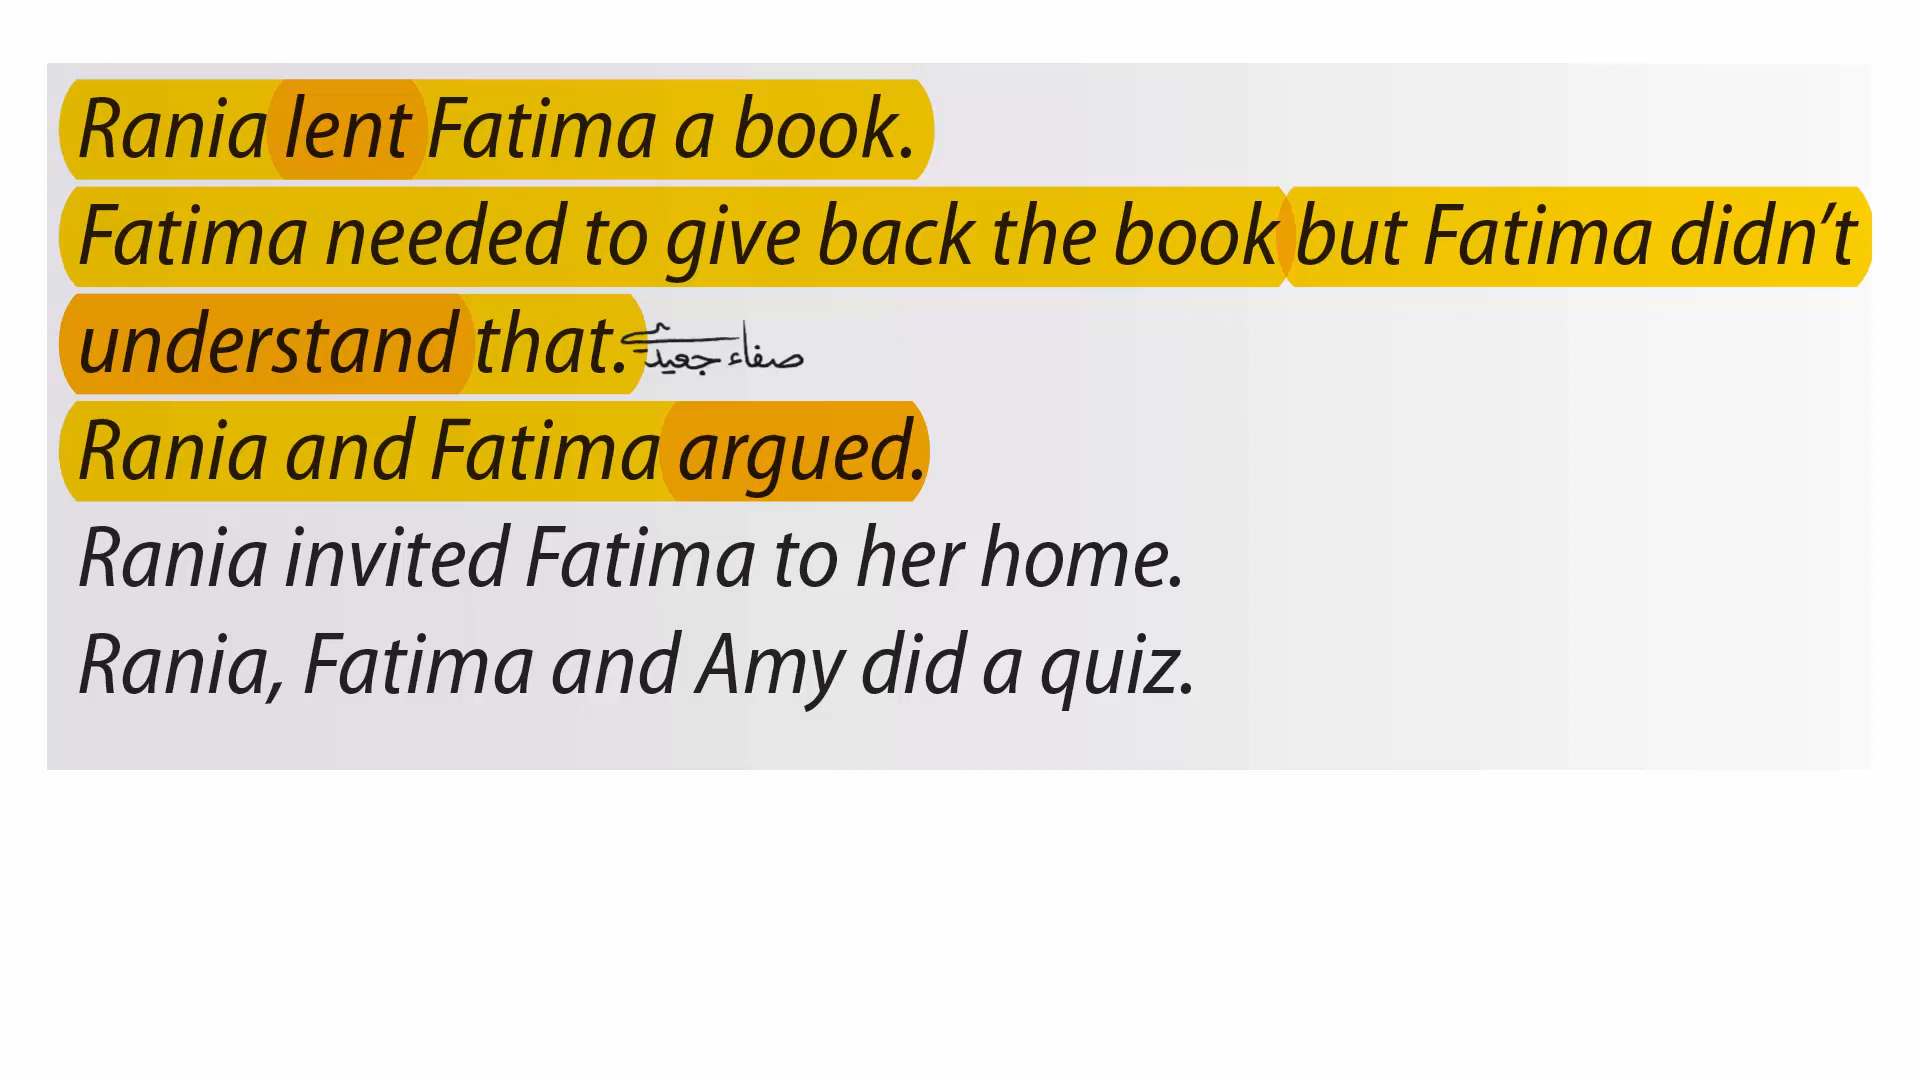 Rania lent Fatima a book.
Fatima needed to give back the book but Fatima didn’t
understand that.
صفاء جعيدي
Rania and Fatima argued.
Rania invited Fatima to her home.
Rania, Fatima and Amy did a quiz.